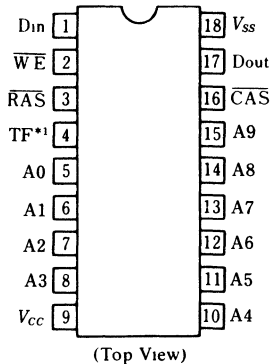 Din 1 18 Vss
WE 2 17 Dout
RAS 3 16 CAS
TF*1 4 15 A9
A0 5 14 A8
A1 6 13 A7
A2 7 12 A6
A3 8 11 A5
Vcc 9 10 A4
(Top View)